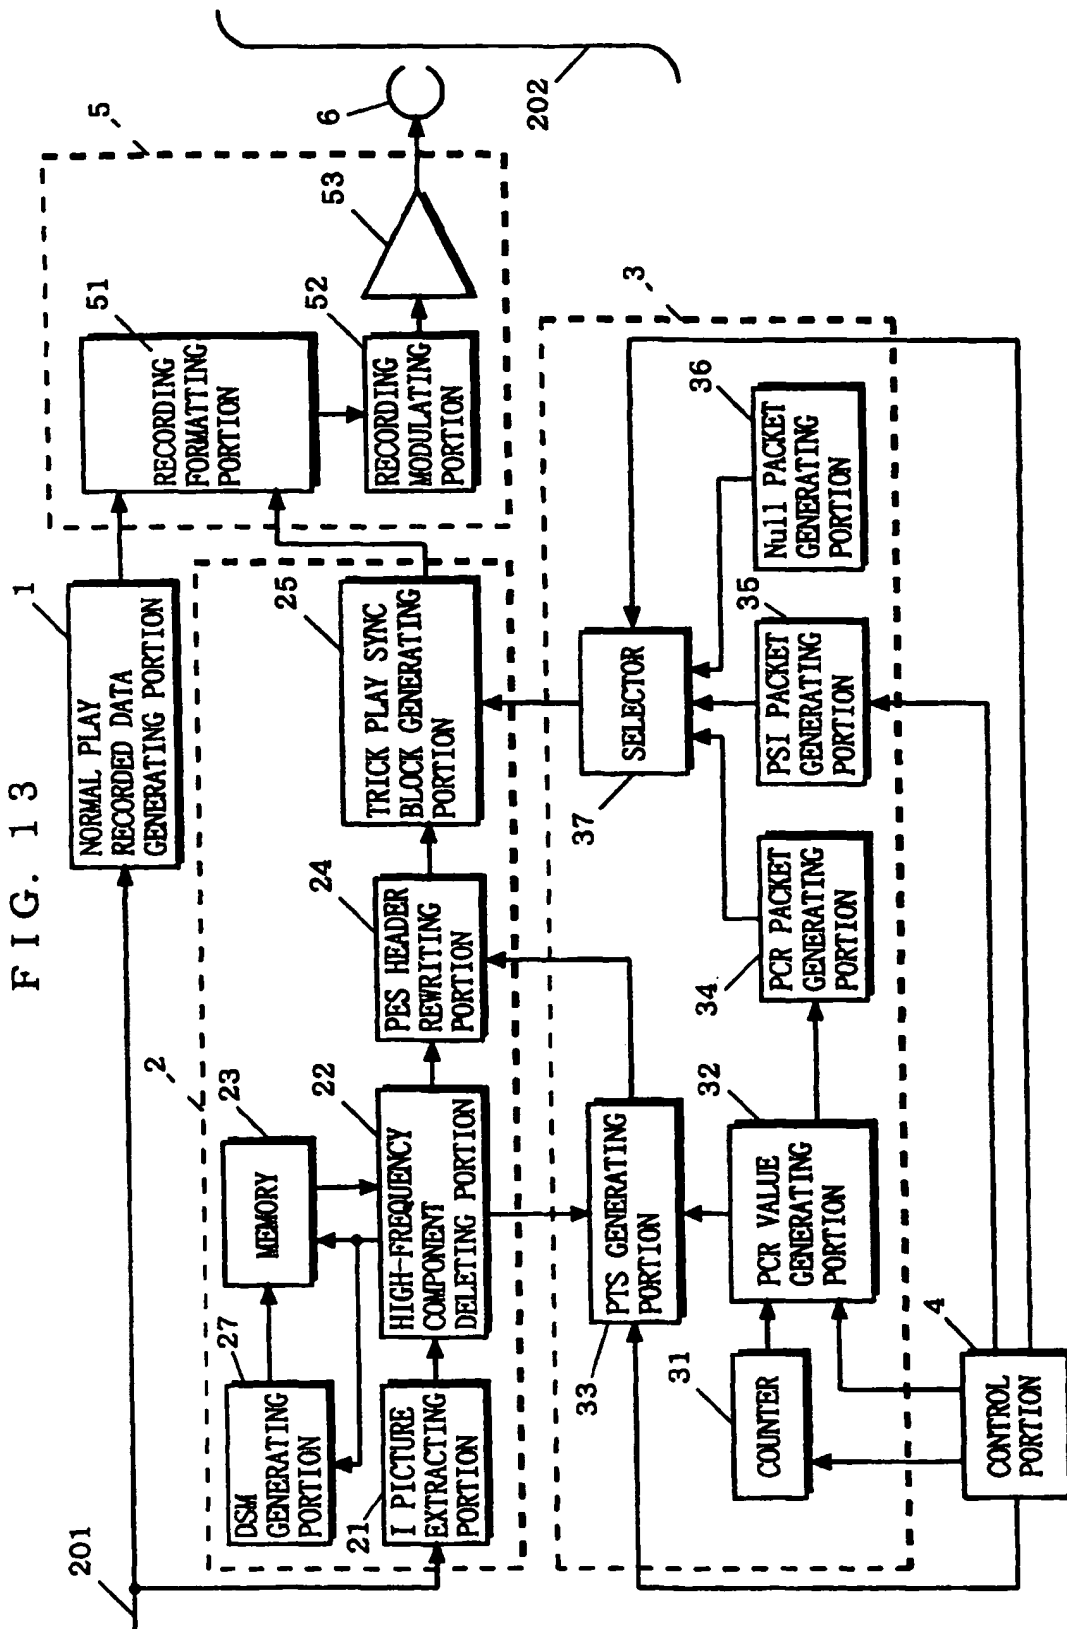 FIG. 13
201
NORMAL PLAY
RECORDED DATA
GENERATING PORTION
1
2
DSM
GENERATING
PORTION
27
MEMORY
23
I PICTURE
EXTRACTING
PORTION
21
HIGH-FREQUENCY
COMPONENT
DELETING PORTION
22
PES HEADER
REWRITING
PORTION
24
TRICK PLAY SYNC
BLOCK GENERATING
PORTION
25
RECORDING
FORMATTING
PORTION
51
RECORDING
MODULATING
PORTION
52
53
5
6
202
3
PTS GENERATING
PORTION
33
SELECTOR
37
COUNTER
31
PCR VALUE
GENERATING
PORTION
32
PCR PACKET
GENERATING
PORTION
34
PSI PACKET
GENERATING
PORTION
35
Null PACKET
GENERATING
PORTION
36
CONTROL
PORTION
4